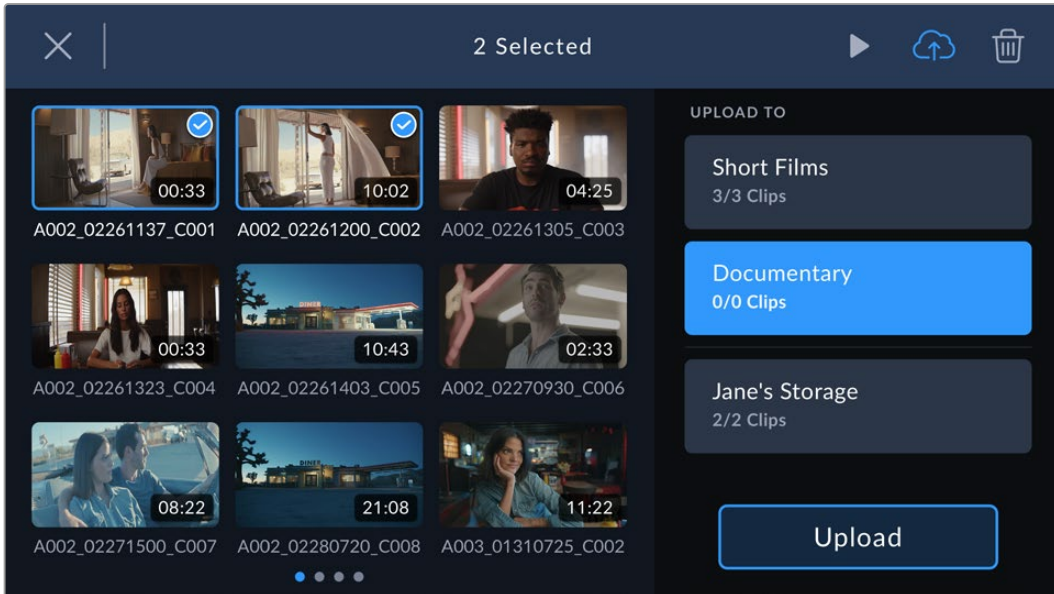 2 Selected
00:33
10:02
04:25
A002_02261137_C001
A002_02261200_C002
A002_02261305_C003
00:33
DINER
10:43
02:33
A002_02261323_C004
A002_02261403_C005
A002_02270930_C006
08:22
DINER
21:08
11:22
A002_02271500_C007
A002_02280720_C008
A003_01310725_C002
UPLOAD TO
Short Films
3/3 Clips
Documentary
0/0 Clips
Jane's Storage
2/2 Clips
Upload